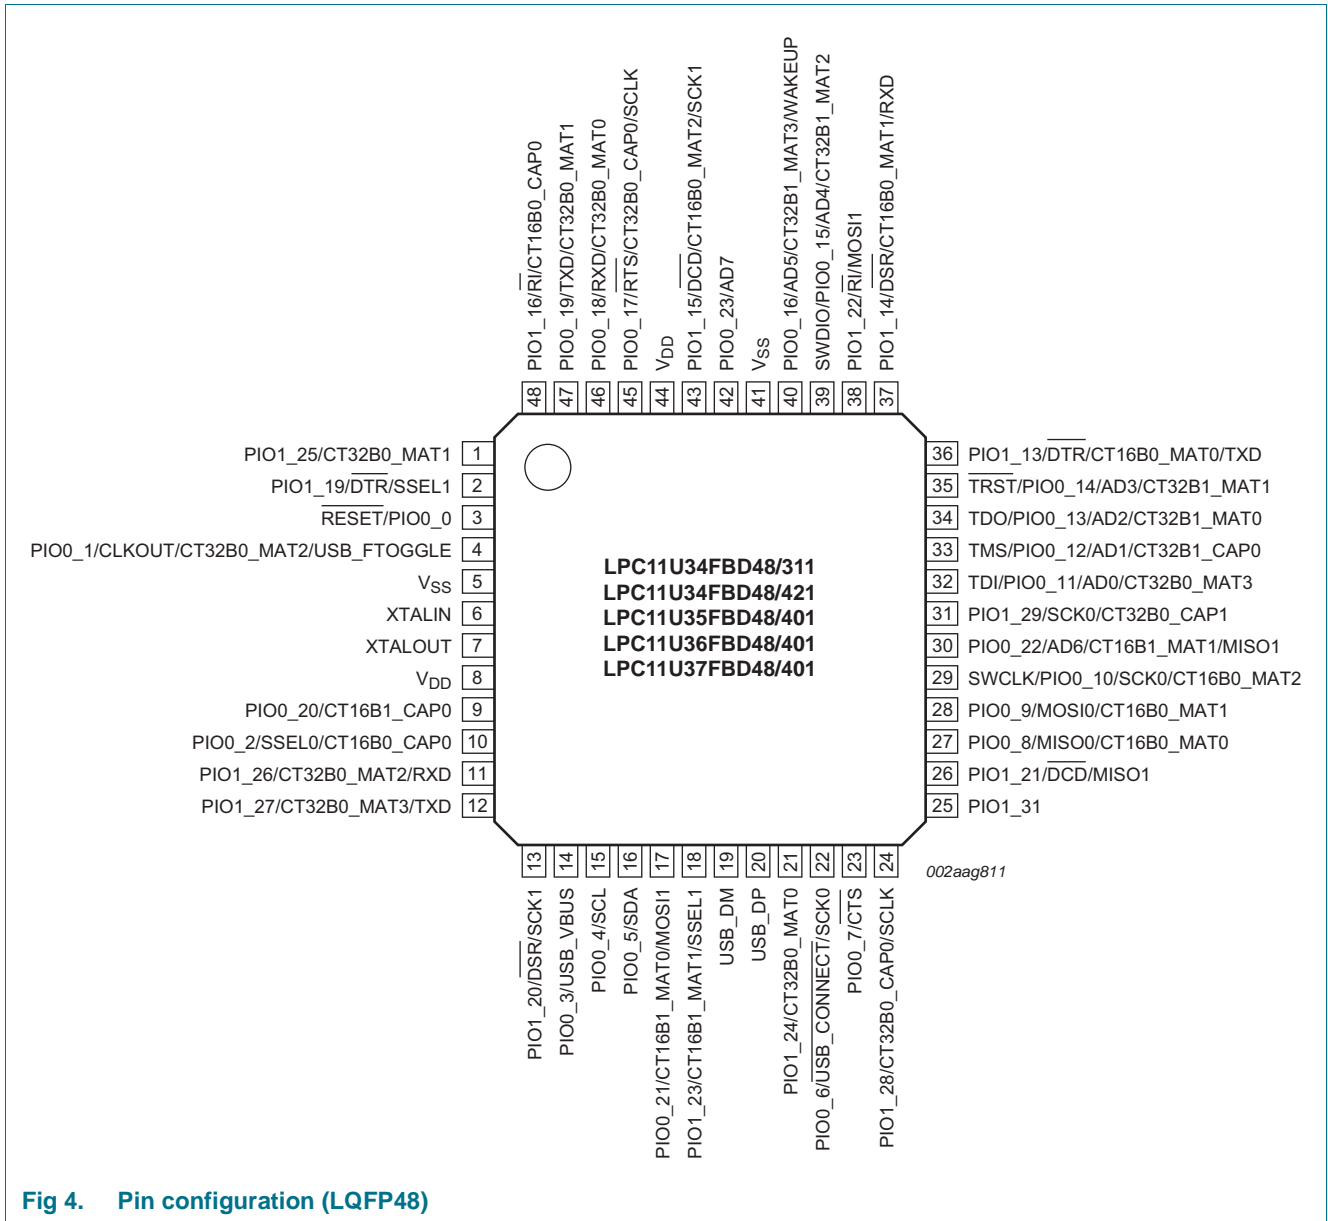 48 PIO1_16/RI/CT16B0_CAP0
47 PIO0_19/TXD/CT32B0_MAT1
46 PIO0_18/RXD/CT32B0_MAT0
45 PIO0_17/RTS/CT32B0_CAP0/SCLK
44 VDD
43 PIO1_15/DCD/CT16B0_MAT2/SCK1
42 PIO0_23/AD7
41 VSS
40 PIO0_16/AD5/CT32B1_MAT3/WAKEUP
39 SWDIO/PIO0_15/AD4/CT32B1_MAT2
38 PIO1_22/RI/MOSI1
37 PIO1_14/DSR/CT16B0_MAT1/RXD
PIO1_25/CT32B0_MAT1 1
PIO1_19/DTR/SSEL1 2
RESET/PIO0_0 3
PIO0_1/CLKOUT/CT32B0_MAT2/USB_FTOGGLE 4
VSS 5
XTALIN 6
XTALOUT 7
VDD 8
PIO0_20/CT16B1_CAP0 9
PIO0_2/SSEL0/CT16B0_CAP0 10
PIO1_26/CT32B0_MAT2/RXD 11
PIO1_27/CT32B0_MAT3/TXD 12
LPC11U34FBD48/311
LPC11U34FBD48/421
LPC11U35FBD48/401
LPC11U36FBD48/401
LPC11U37FBD48/401
36 PIO1_13/DTR/CT16B0_MAT0/TXD
35 TRST/PIO0_14/AD3/CT32B1_MAT1
34 TDO/PIO0_13/AD2/CT32B1_MAT0
33 TMS/PIO0_12/AD1/CT32B1_CAP0
32 TDI/PIO0_11/AD0/CT32B0_MAT3
31 PIO1_29/SCK0/CT32B0_CAP1
30 PIO0_22/AD6/CT16B1_MAT1/MISO1
29 SWCLK/PIO0_10/SCK0/CT16B0_MAT2
28 PIO0_9/MOSI0/CT16B0_MAT1
27 PIO0_8/MISO0/CT16B0_MAT0
26 PIO1_21/DCD/MISO1
25 PIO1_31
PIO1_20/DSR/SCK1 13
PIO0_3/USB_VBUS 14
PIO0_4/SCL 15
PIO0_5/SDA 16
PIO0_21/CT16B1_MAT0/MOSI1 17
PIO1_23/CT16B1_MAT1/SSEL1 18
USB_DM 19
USB_DP 20
PIO1_24/CT32B0_MAT0 21
PIO0_6/USB_CONNECT/SCK0 22
PIO0_7/CTS 23
PIO1_28/CT32B0_CAP0/SCLK 24
002aag811
Fig 4. Pin configuration (LQFP48)